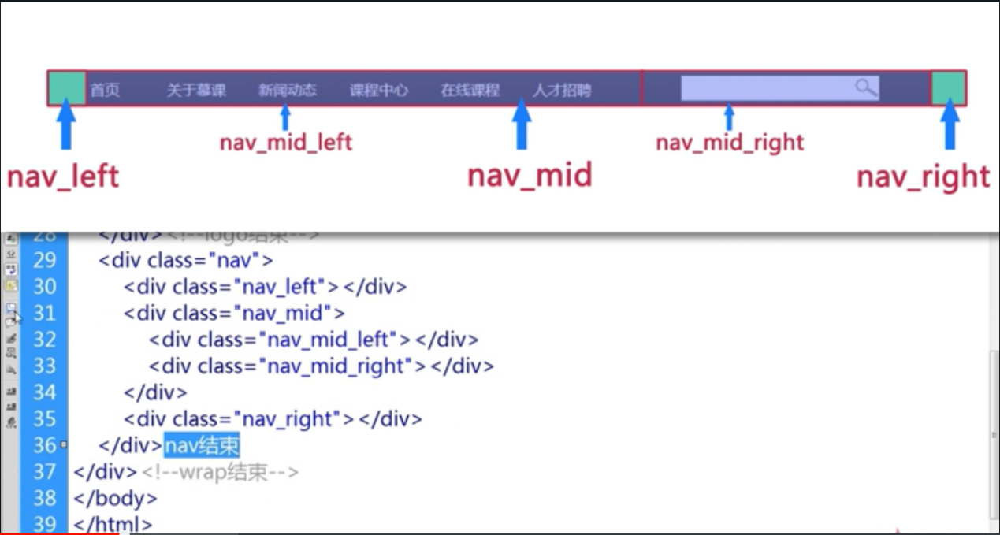 首页 关于慕课 新闻动态 课程中心 在线课程 人才招聘
nav_mid_left nav_mid_right
nav_left nav_mid nav_right
28 </div><!--logo结束-->
29 <div class="nav">
30 <div class="nav_left"></div>
31 <div class="nav_mid">
32 <div class="nav_mid_left"></div>
33 <div class="nav_mid_right"></div>
34 </div>
35 <div class="nav_right"></div>
36 </div>nav结束
37 </div><!--wrap结束-->
38 </body>
39 </html>